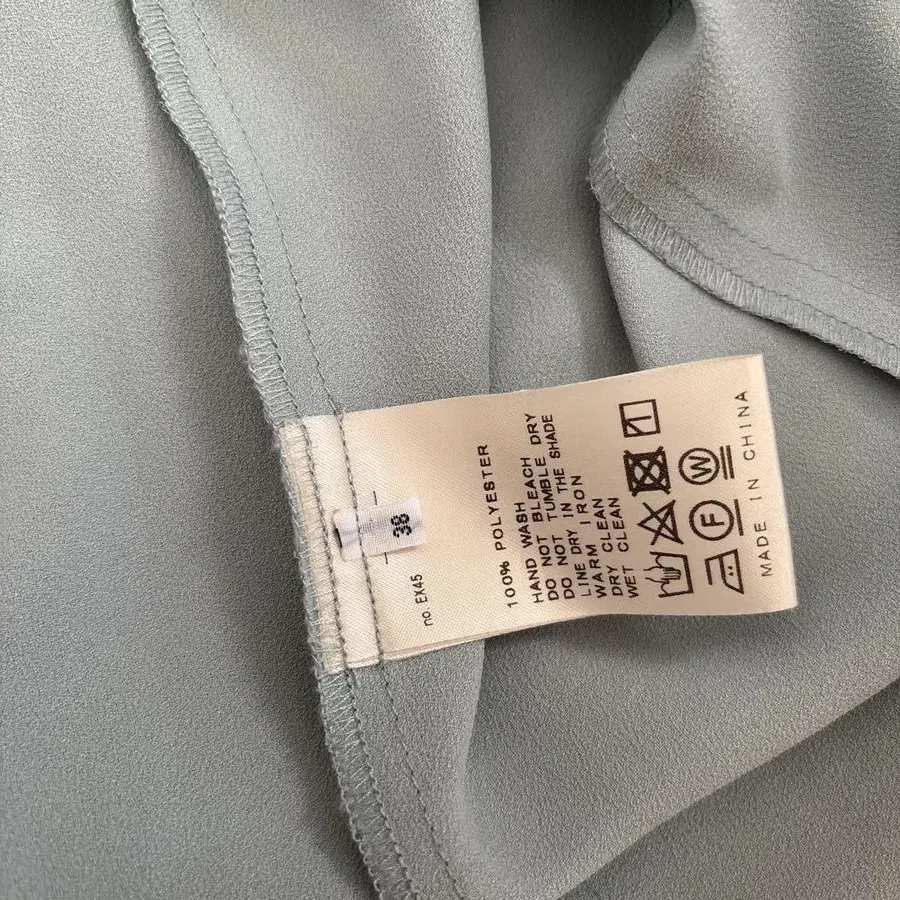 38
no. EX45
100% POLYESTER
HAND WASH
DO NOT BLEACH
DO NOT TUMBLE DRY
LINE DRY IN THE SHADE
WARM IRON
DRY CLEAN
WET CLEAN
F
W
MADE IN CHINA